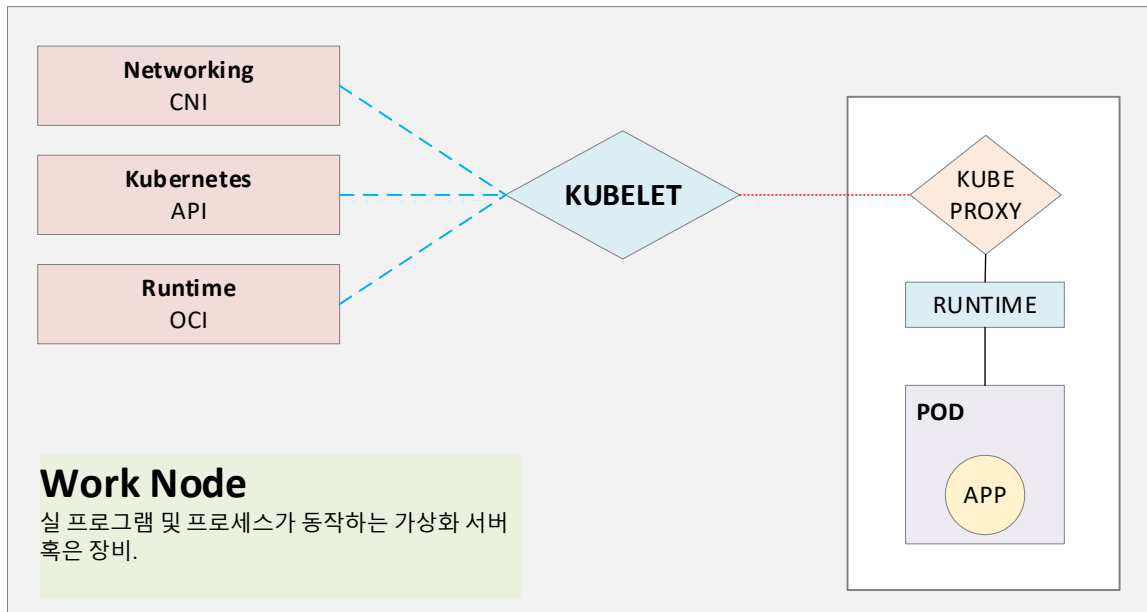 Networking
CNI
Kubernetes
API
Runtime
OCI
KUBELET
KUBE
PROXY
RUNTIME
POD
APP
Work Node
실 프로그램 및 프로세스가 동작하는 가상화 서버
혹은 장비.